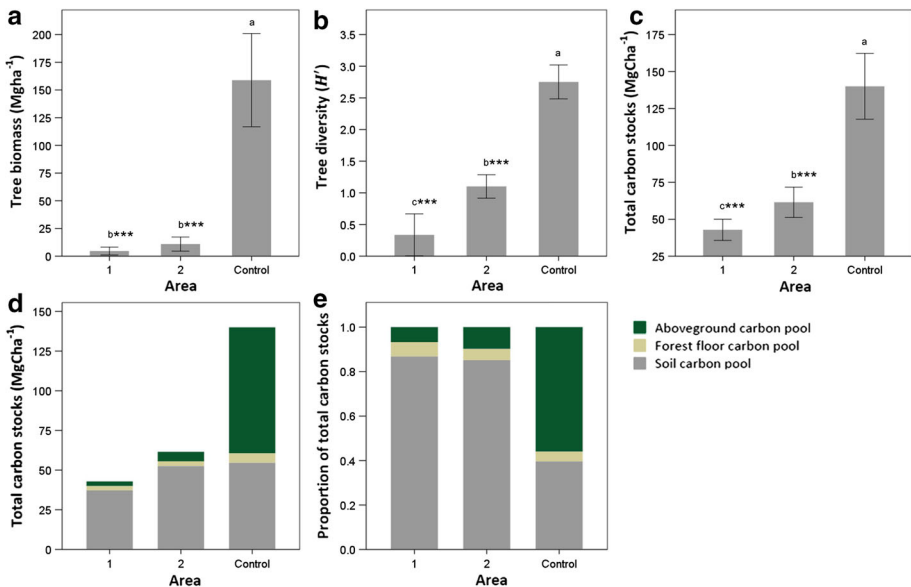 a
Tree biomass (Mgha⁻¹)
200
175
150
125
100
75
50
25
0
b***
b***
a
1 2 Control
Area
b
Tree diversity (H')
3.5
3.0
2.5
2.0
1.5
1.0
0.5
0.0
c***
b***
a
1 2 Control
Area
c
Total carbon stocks (MgCha⁻¹)
175
150
125
100
75
50
25
c***
b***
a
1 2 Control
Area
d
Total carbon stocks (MgCha⁻¹)
150
125
100
75
50
25
0
1 2 Control
Area
e
Proportion of total carbon stocks
1.0
0.8
0.6
0.4
0.2
0.0
1 2 Control
Area
Aboveground carbon pool
Forest floor carbon pool
Soil carbon pool